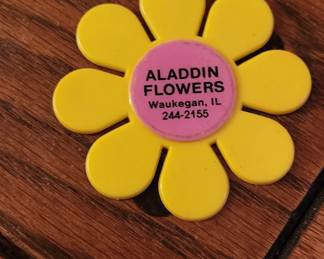 ALADDIN
FLOWERS
Waukegan, IL
244-2155